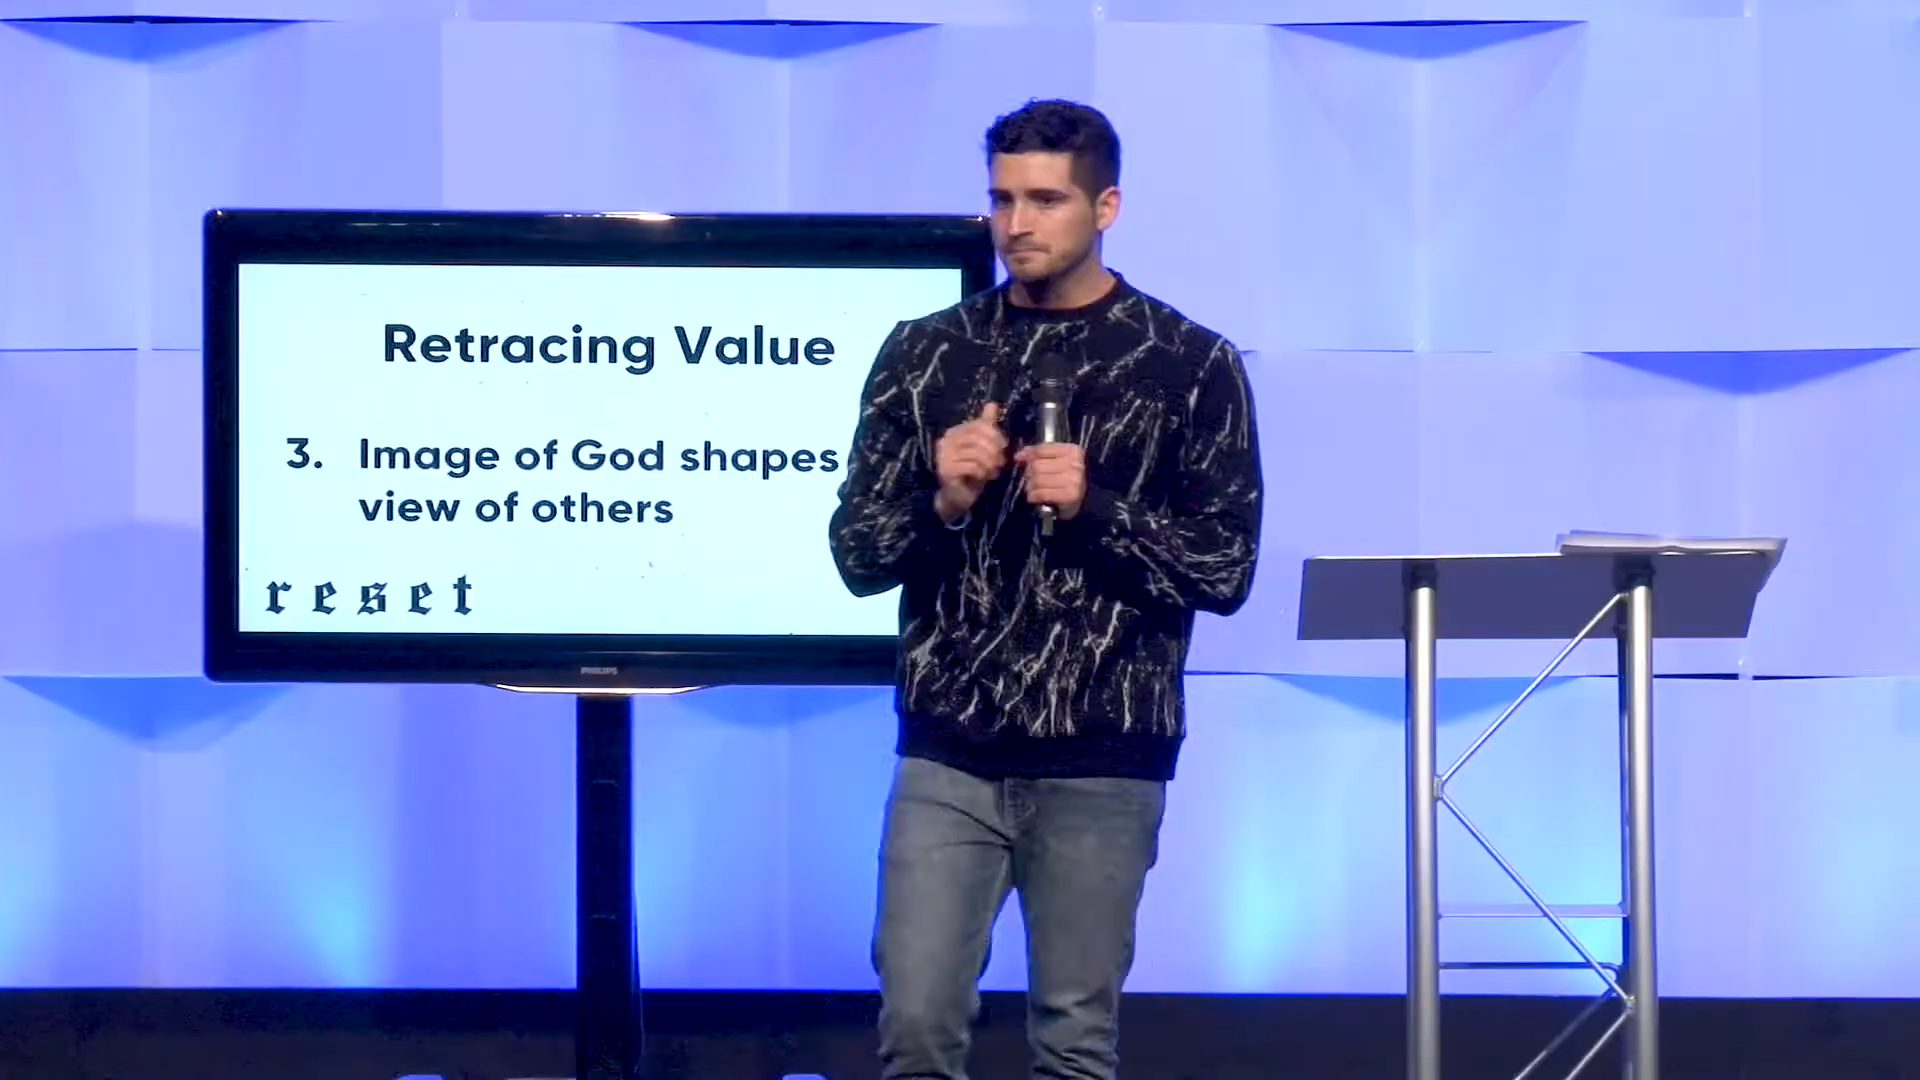 Retracing Value
3. Image of God shapes
view of others
reset
PHILIPS